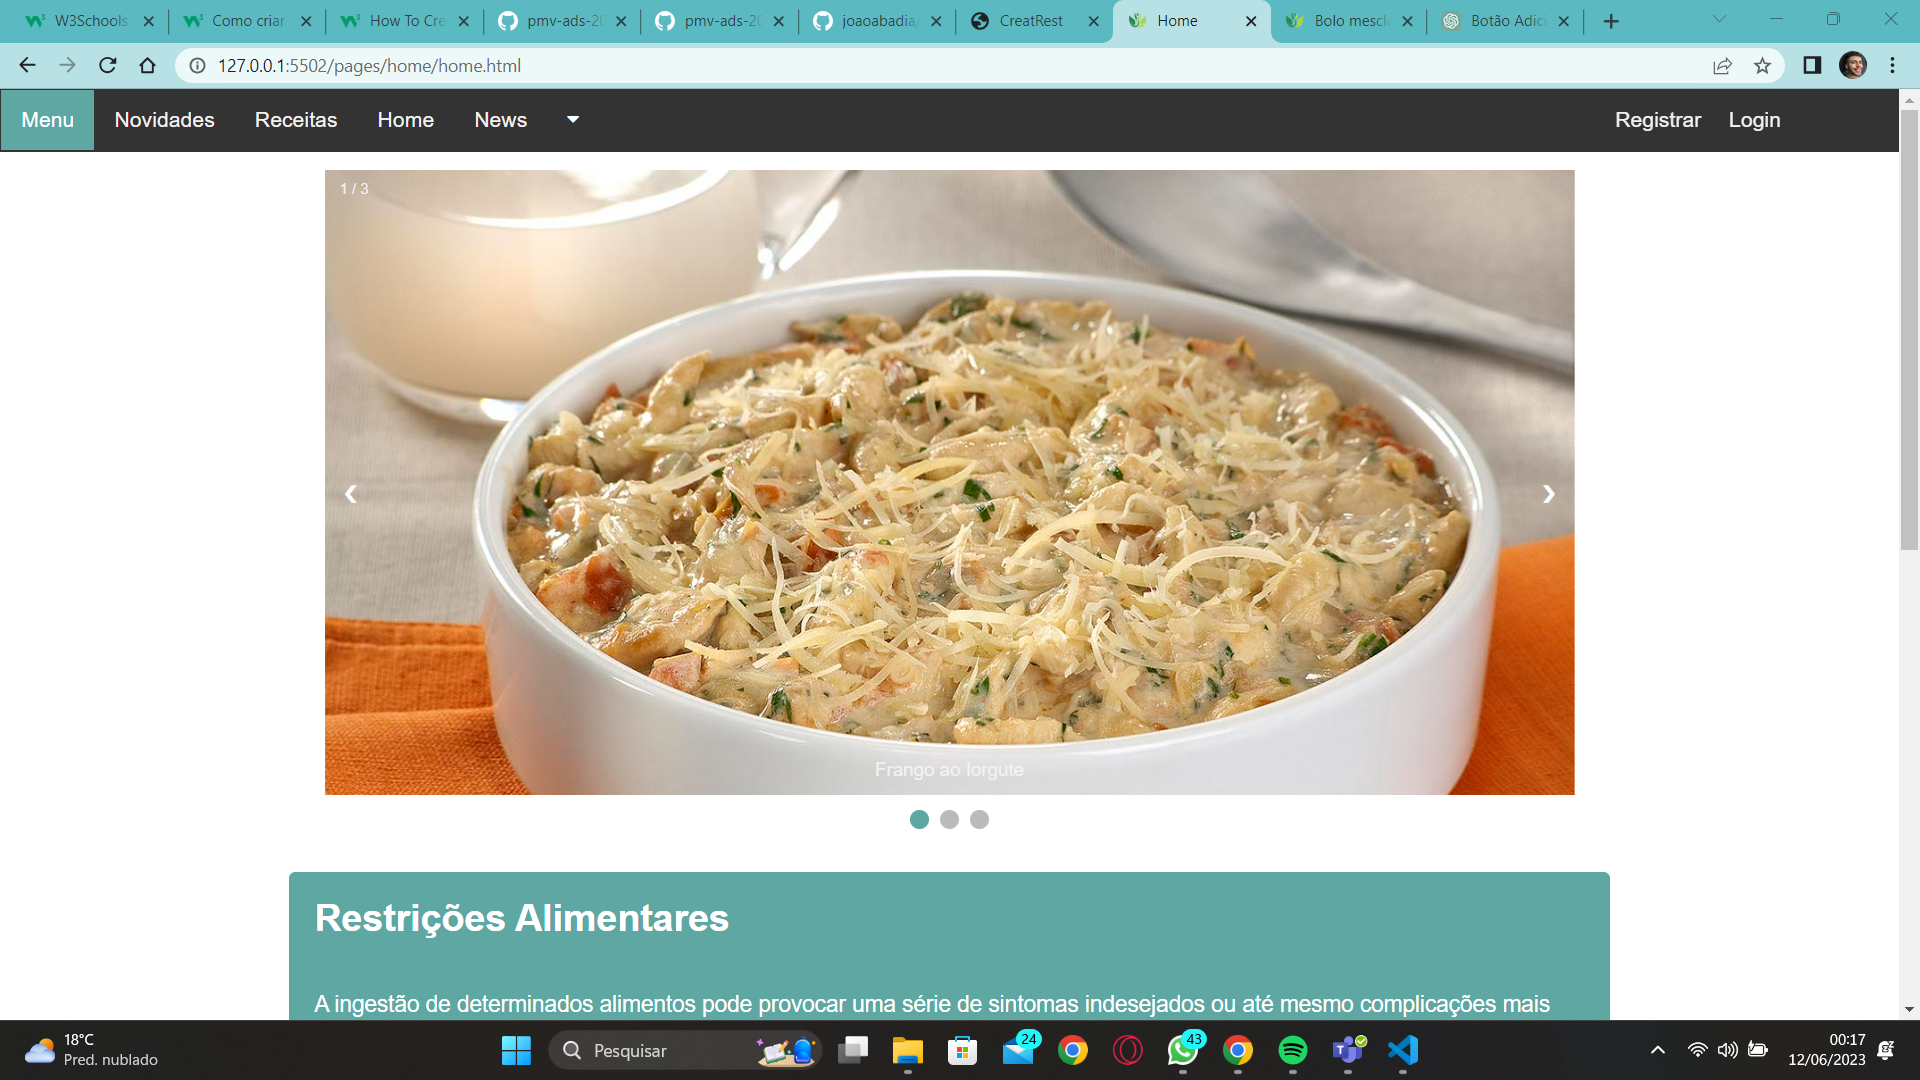 W3Schools
Como criar
How To Cre
pmv-ads-20
pmv-ads-20
joaoabadia/
CreatRest
Home
Bolo mescla
Botão Adici
127.0.0.1:5502/pages/home/home.html
Menu
Novidades
Receitas
Home
News
Registrar
Login
1 / 3
❮
❯
Frango ao Iorgute
Restrições Alimentares
A ingestão de determinados alimentos pode provocar uma série de sintomas indesejados ou até mesmo complicações mais
18°C
Pred. nublado
Pesquisar
24
43
00:17
12/06/2023